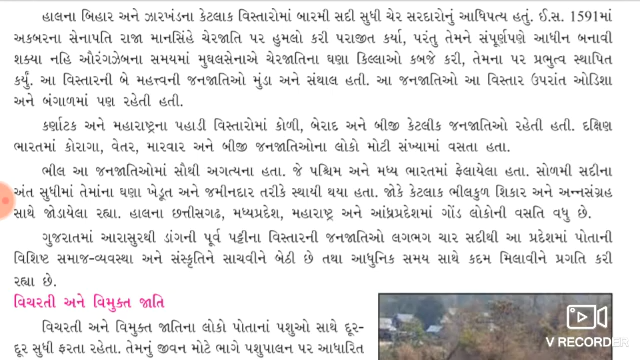 હાલના બિહાર અને ઝારખંડના કેટલાક વિસ્તારોમાં બારમી સદી સુધી ચેર સરદારોનું આધિપત્ય હતું. ઈ.સ. 1591માં
અકબરના સેનાપતિ રાજા માનસિંહે ચેરજાતિ પર હુમલો કરી પરાજીત કર્યા, પરંતુ તેમને સંપૂર્ણપણે આધીન બનાવી
શક્યા નહિ ઔરંગઝેબના સમયમાં મુઘલસેનાએ ચેરજાતિના ઘણા કિલ્લાઓ કબજે કરી, તેમના પર પ્રભુત્વ સ્થાપિત
કર્યું. આ વિસ્તારની બે મહત્ત્વની જનજાતિઓ મુંડા અને સંથાલ હતી. આ જનજાતિઓ આ વિસ્તાર ઉપરાંત ઓડિશા
અને બંગાળમાં પણ રહેતી હતી.
કર્ણાટક અને મહારાષ્ટ્રના પહાડી વિસ્તારોમાં કોળી, બેરાદ અને બીજી કેટલીક જનજાતિઓ રહેતી હતી. દક્ષિણ
ભારતમાં કોરાગા, વેતર, મારવાર અને બીજી જનજાતિઓના લોકો મોટી સંખ્યામાં વસતા હતા.
ભીલ આ જનજાતિઓમાં સૌથી અગત્યના હતા. જે પશ્ચિમ અને મધ્ય ભારતમાં ફેલાયેલા હતા. સોળમી સદીના
અંત સુધીમાં તેમાંના ઘણા ખેડૂત અને જમીનદાર તરીકે સ્થાયી થયા હતા. જોકે કેટલાક ભીલકુળ શિકાર અને અન્નસંગ્રહ
સાથે જોડાયેલા રહ્યા. હાલના છત્તીસગઢ, મધ્યપ્રદેશ, મહારાષ્ટ્ર અને આંધ્રપ્રદેશમાં ગોંડ લોકોની વસતિ વધુ છે.
ગુજરાતમાં આરાસુરથી ડાંગની પૂર્વ પટ્ટીના વિસ્તારની જનજાતિઓ લગભગ ચાર સદીથી આ પ્રદેશમાં પોતાની
વિશિષ્ટ સમાજ-વ્યવસ્થા અને સંસ્કૃતિને સાચવીને બેઠી છે તથા આધુનિક સમય સાથે કદમ મિલાવીને પ્રગતિ કરી
રહ્યા છે.
વિચરતી અને વિમુક્ત જાતિ
વિચરતી અને વિમુક્ત જાતિના લોકો પોતાનાં પશુઓ સાથે દૂર-
દૂર સુધી ફરતા રહેતા. તેમનું જીવન મોટે ભાગે પશુપાલન પર આધારિત
V RECORDER